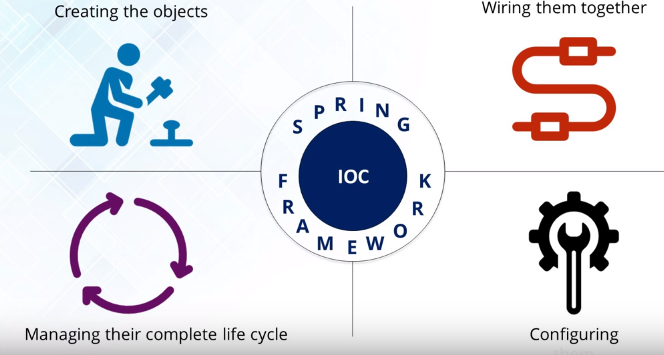 Creating the objects
Wiring them together
SPRING
IOC
FRAMEWORK
Managing their complete life cycle
Configuring